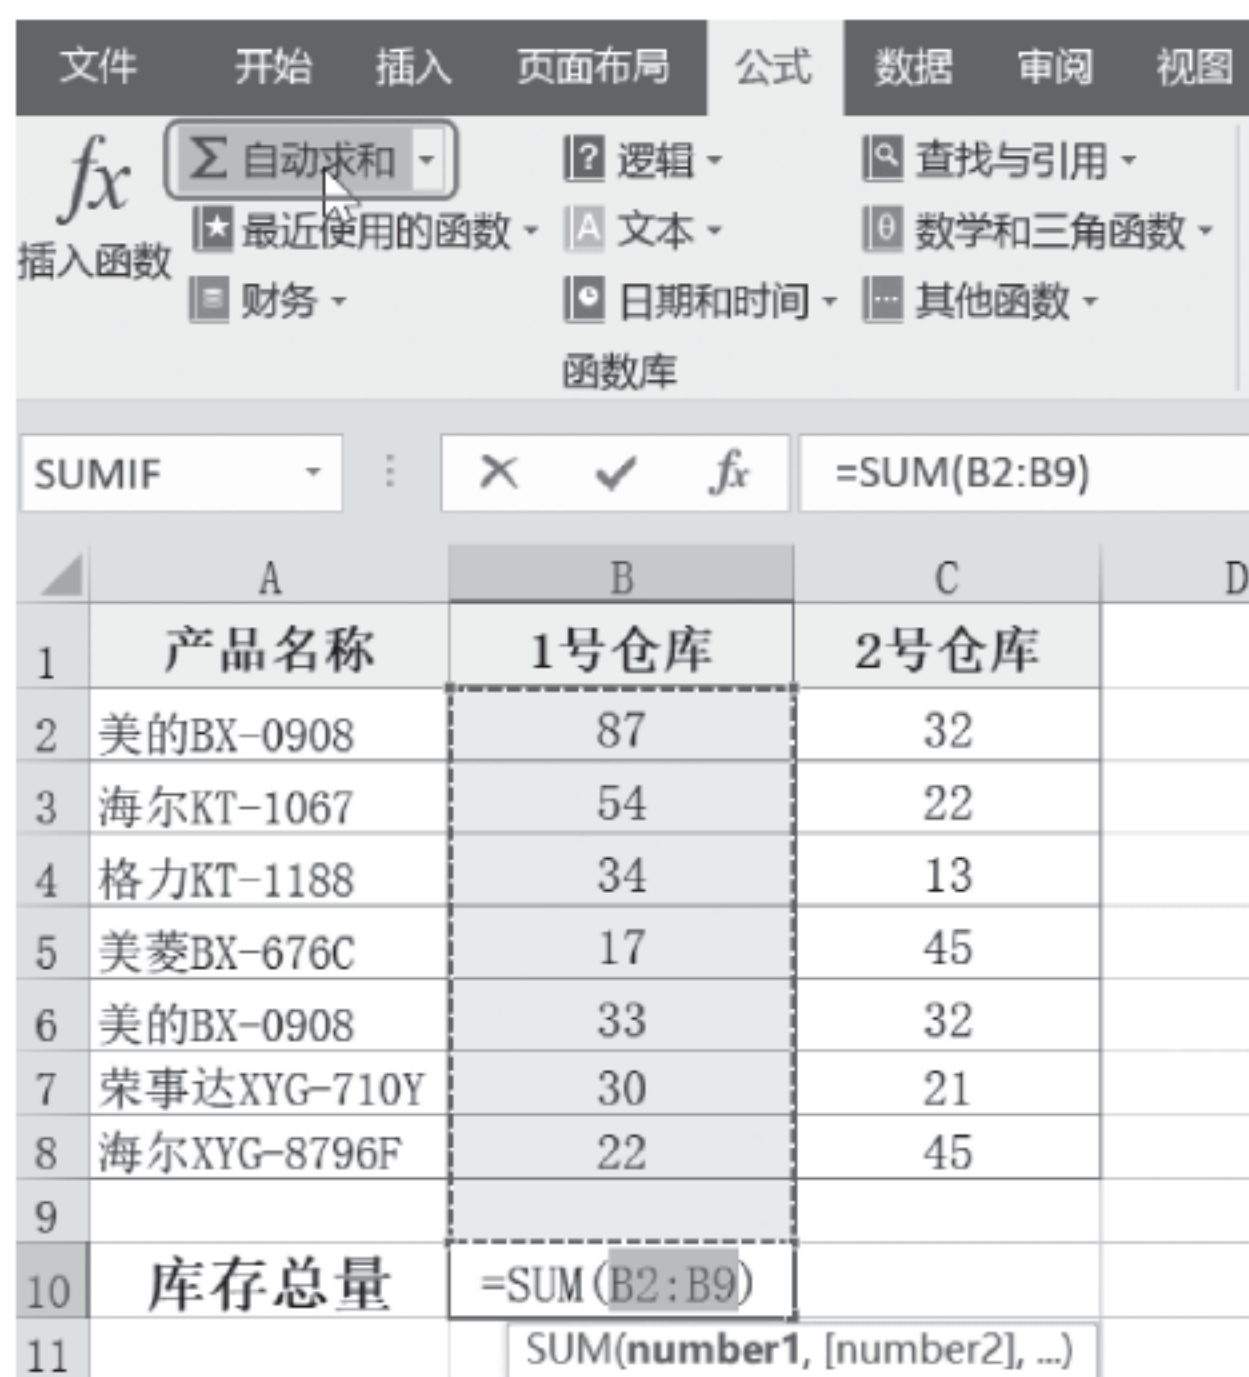 文件 开始 插入 页面布局 公式 数据 审阅 视图
fx 插入函数
Σ 自动求和 ? 逻辑 查找与引用
最近使用的函数 A 文本 θ 数学和三角函数
财务 日期和时间 其他函数
函数库
SUMIF fx =SUM(B2:B9)
A B C D
1 产品名称 1号仓库 2号仓库
2 美的BX-0908 87 32
3 海尔KT-1067 54 22
4 格力KT-1188 34 13
5 美菱BX-676C 17 45
6 美的BX-0908 33 32
7 荣事达XYG-710Y 30 21
8 海尔XYG-8796F 22 45
9
10 库存总量 =SUM(B2:B9)
11 SUM(number1, [number2], ...)